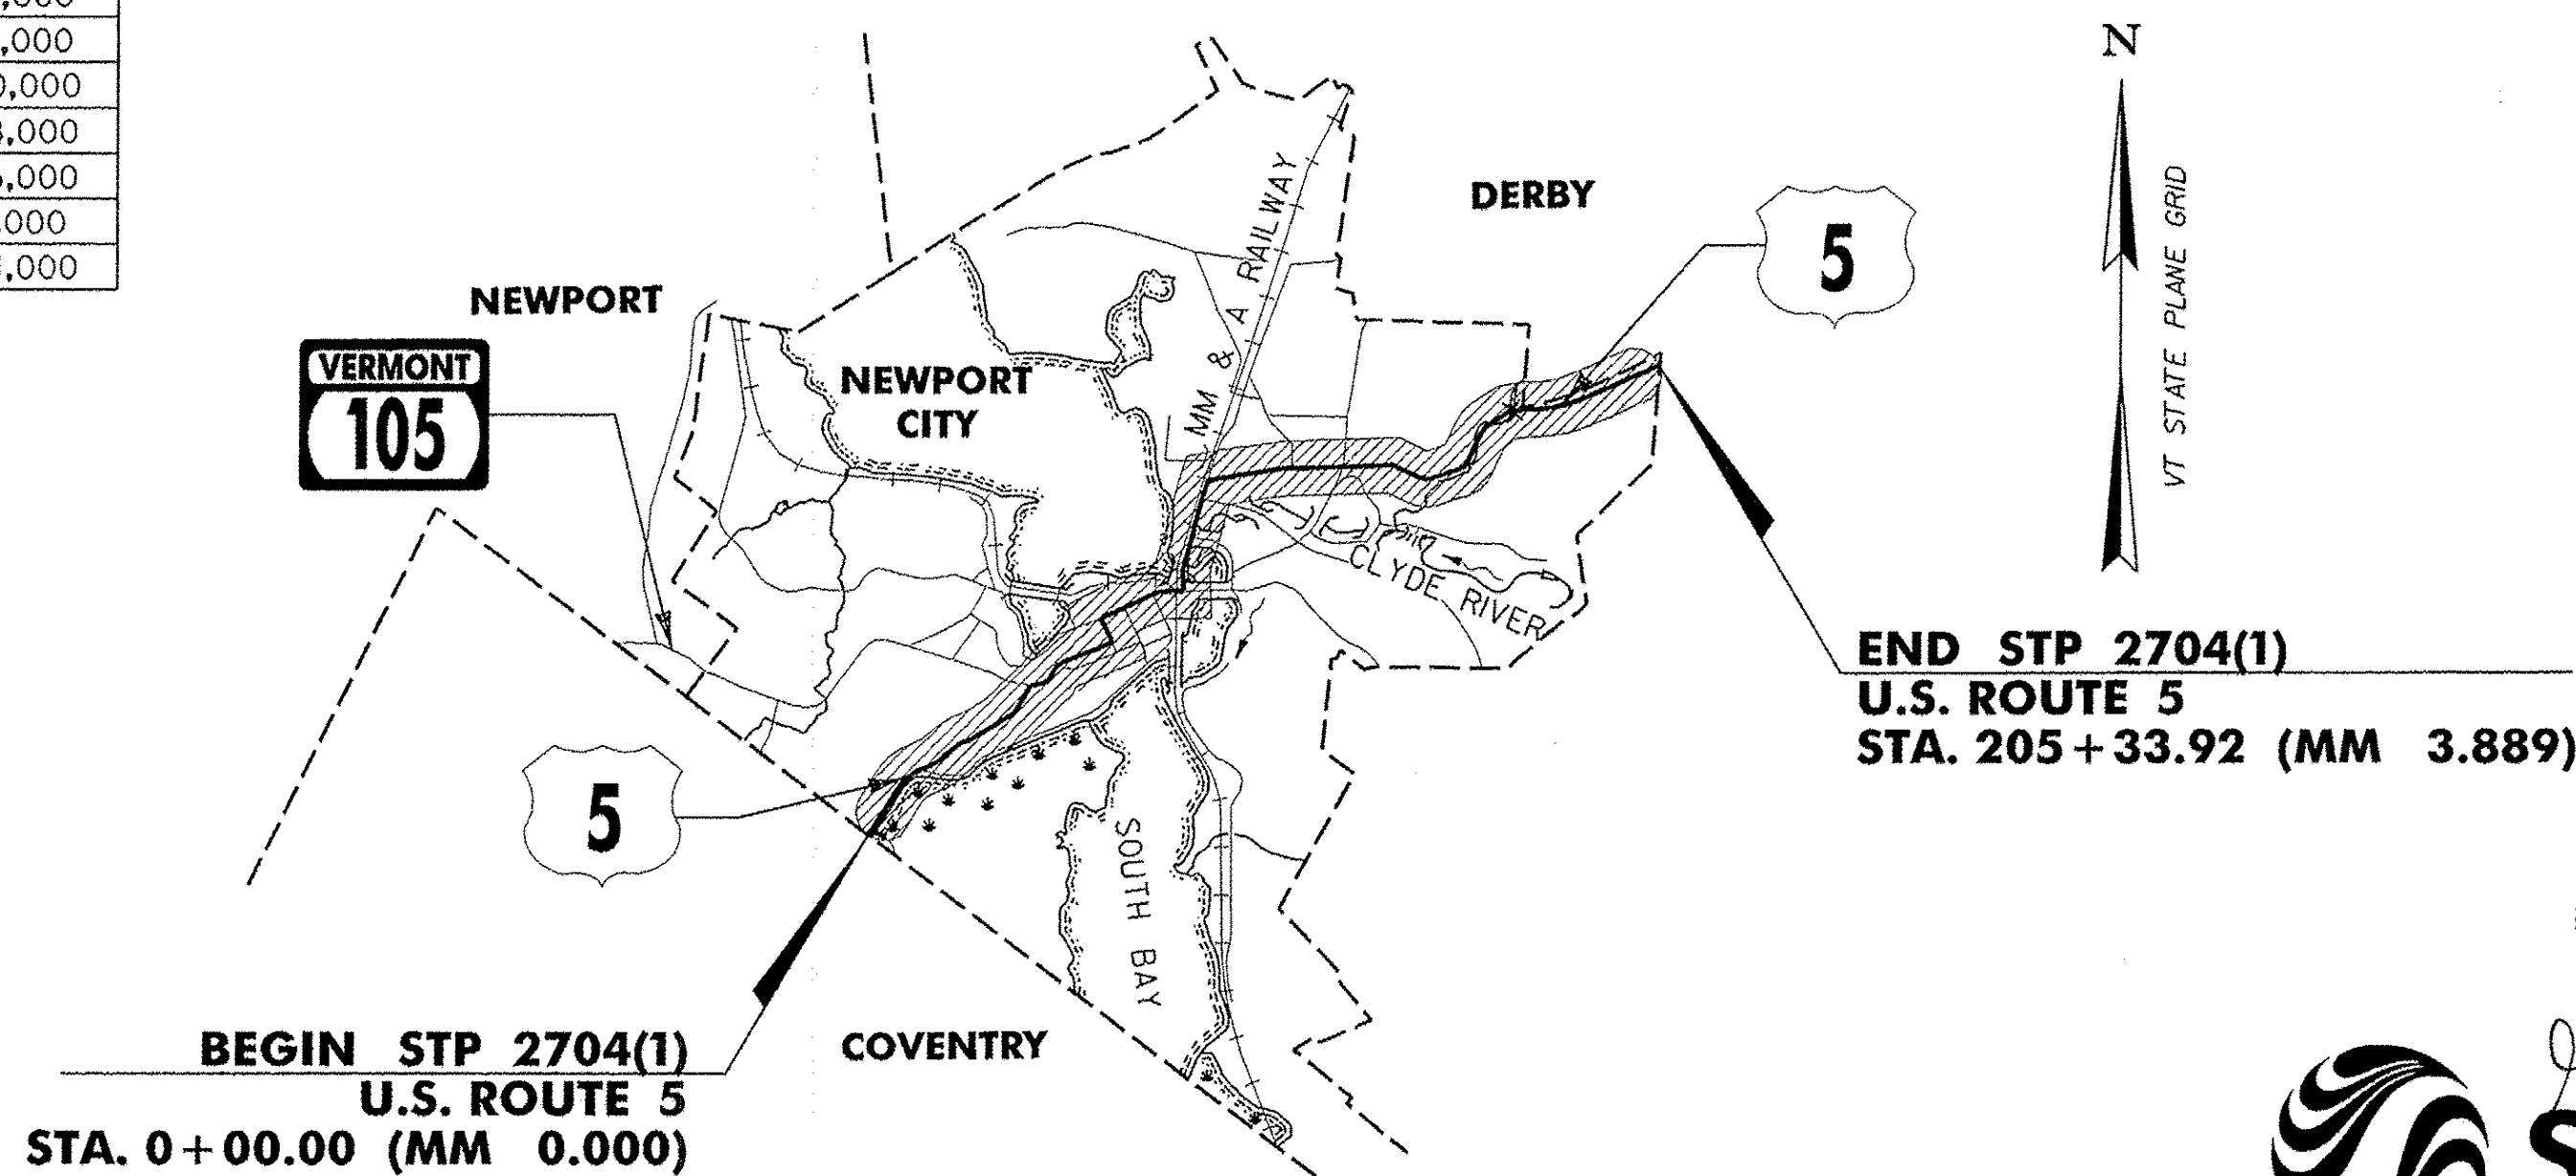 ,000
,000
0,000
,000
,000
,000
,000
N
VT STATE PLANE GRID
DERBY
5
MM & A RAILWAY
NEWPORT
VERMONT
105
NEWPORT
CITY
CLYDE RIVER
END STP 2704(1)
U.S. ROUTE 5
STA. 205+33.92 (MM 3.889)
5
SOUTH BAY
BEGIN STP 2704(1)
U.S. ROUTE 5
STA. 0+00.00 (MM 0.000)
COVENTRY